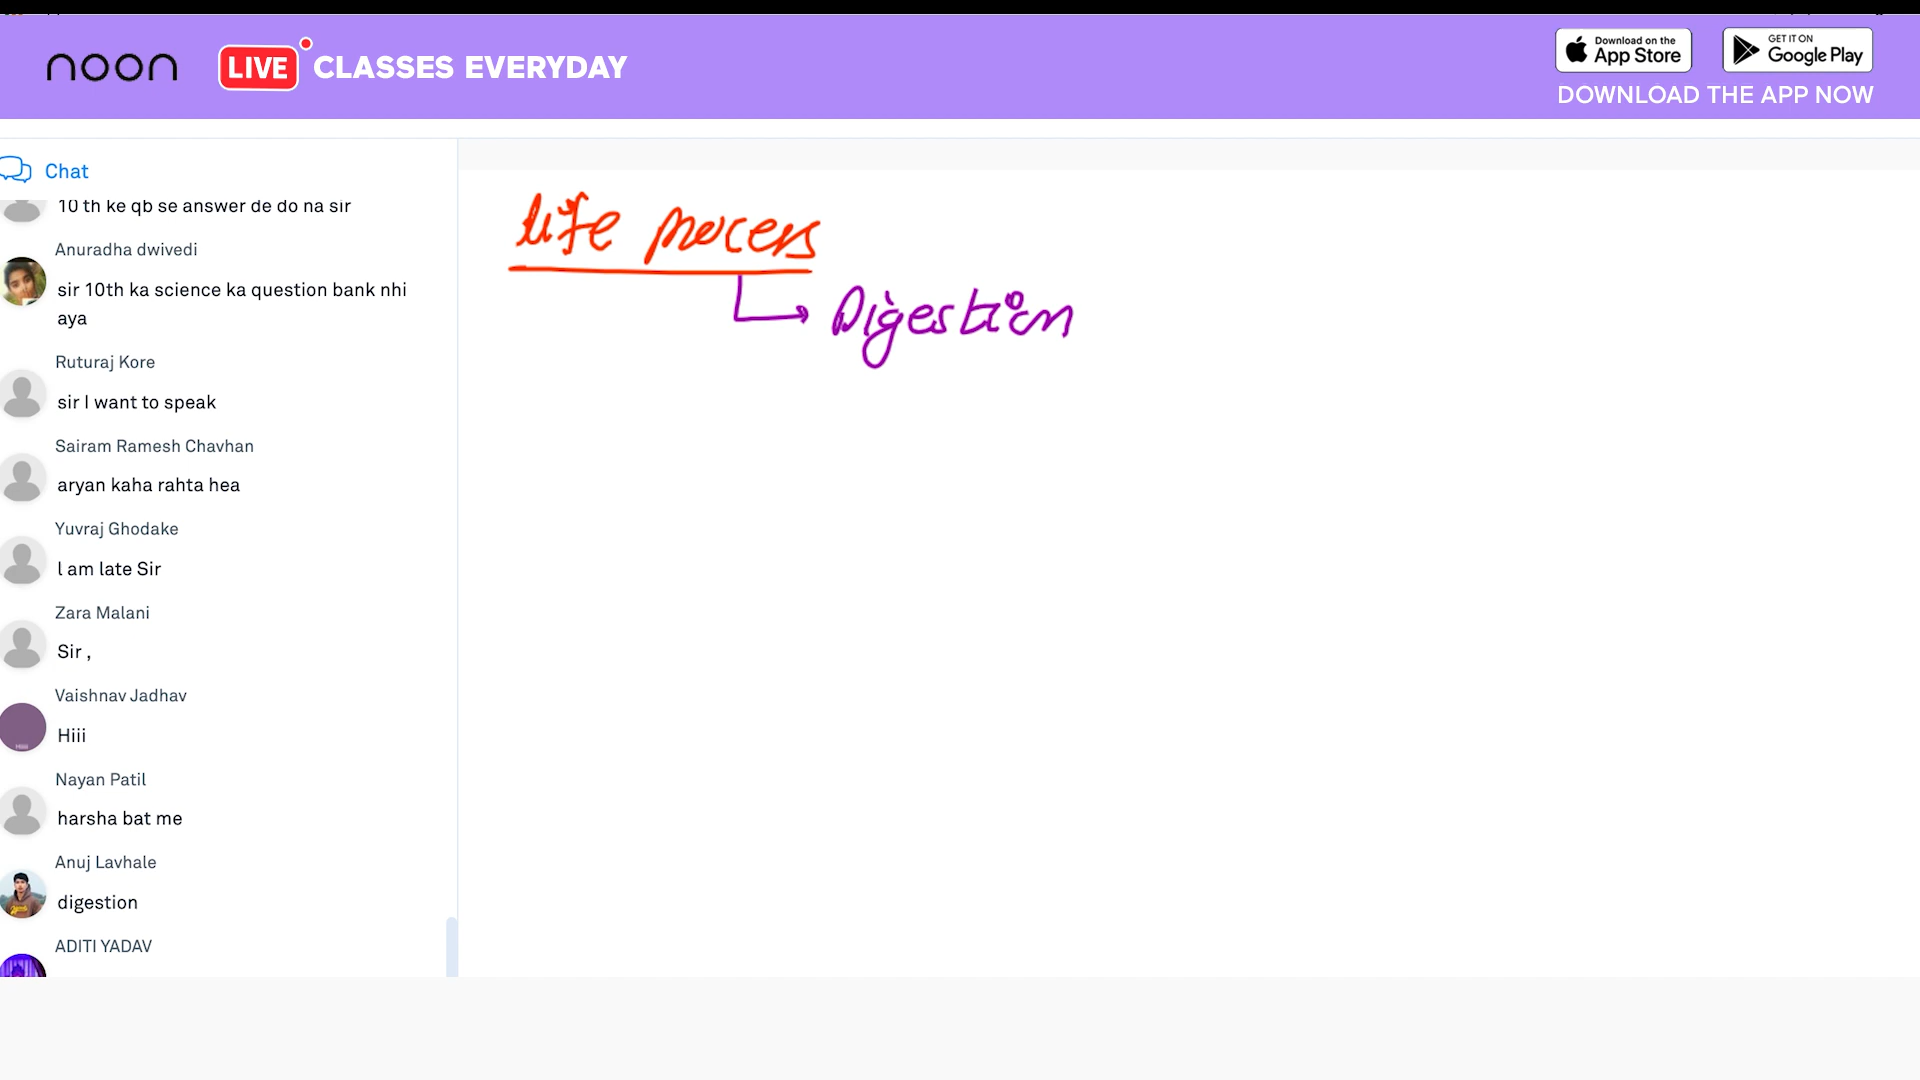 noon LIVE CLASSES EVERYDAY
Download on the App Store
GET IT ON Google Play
DOWNLOAD THE APP NOW
Chat
10 th ke qb se answer de do na sir
Anuradha dwivedi
sir 10th ka science ka question bank nhi
aya
Ruturaj Kore
sir I want to speak
Sairam Ramesh Chavhan
aryan kaha rahta hea
Yuvraj Ghodake
l am late Sir
Zara Malani
Sir ,
Vaishnav Jadhav
Hiii
Nayan Patil
harsha bat me
Anuj Lavhale
digestion
ADITI YADAV
life process
Digestion